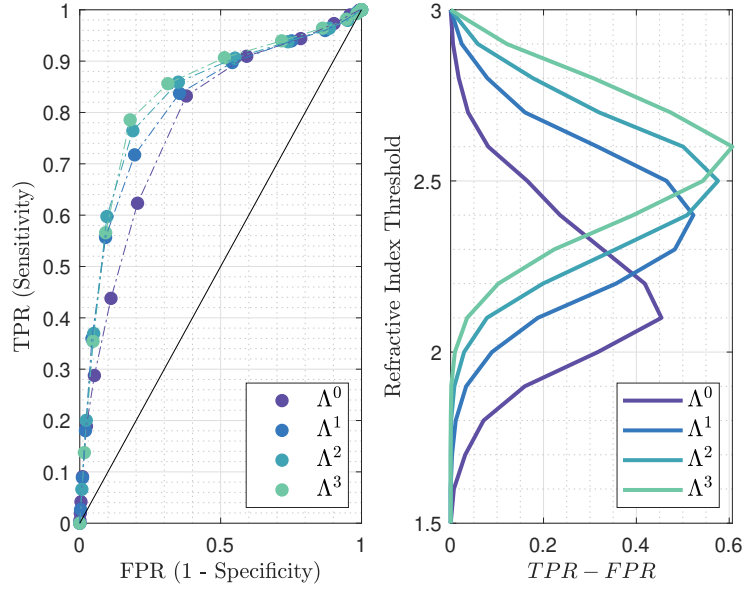 1
0.9
0.8
0.7
0.6
0.5
0.4
0.3
0.2
0.1
0
0
0.5
1
TPR (Sensitivity)
FPR (1 - Specificity)
Λ⁰
Λ¹
Λ²
Λ³
3
2.5
2
1.5
0
0.2
0.4
0.6
Refractive Index Threshold
TPR − FPR
Λ⁰
Λ¹
Λ²
Λ³